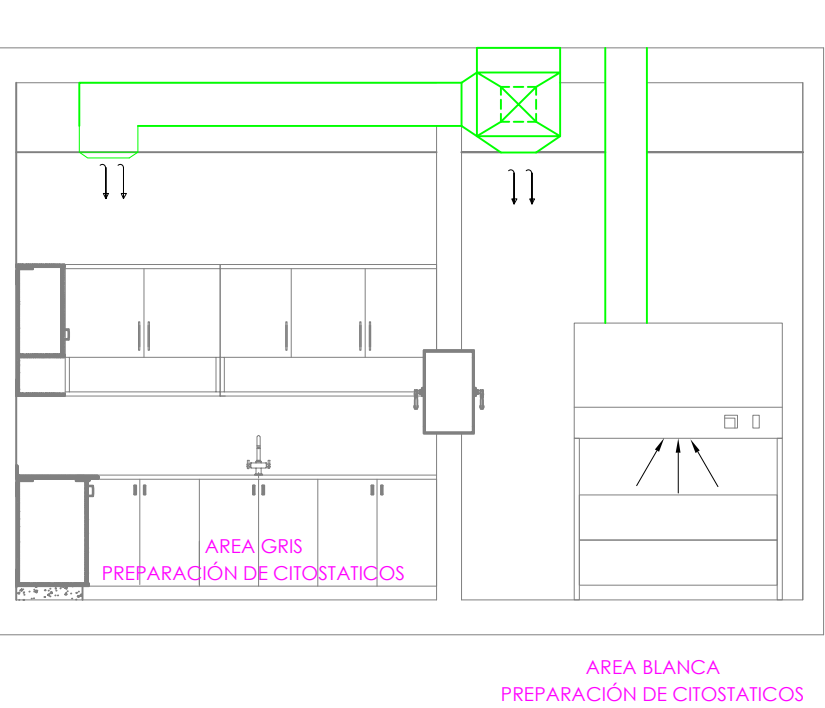 AREA GRIS
PREPARACIÓN DE CITOSTATICOS
AREA BLANCA
PREPARACIÓN DE CITOSTATICOS